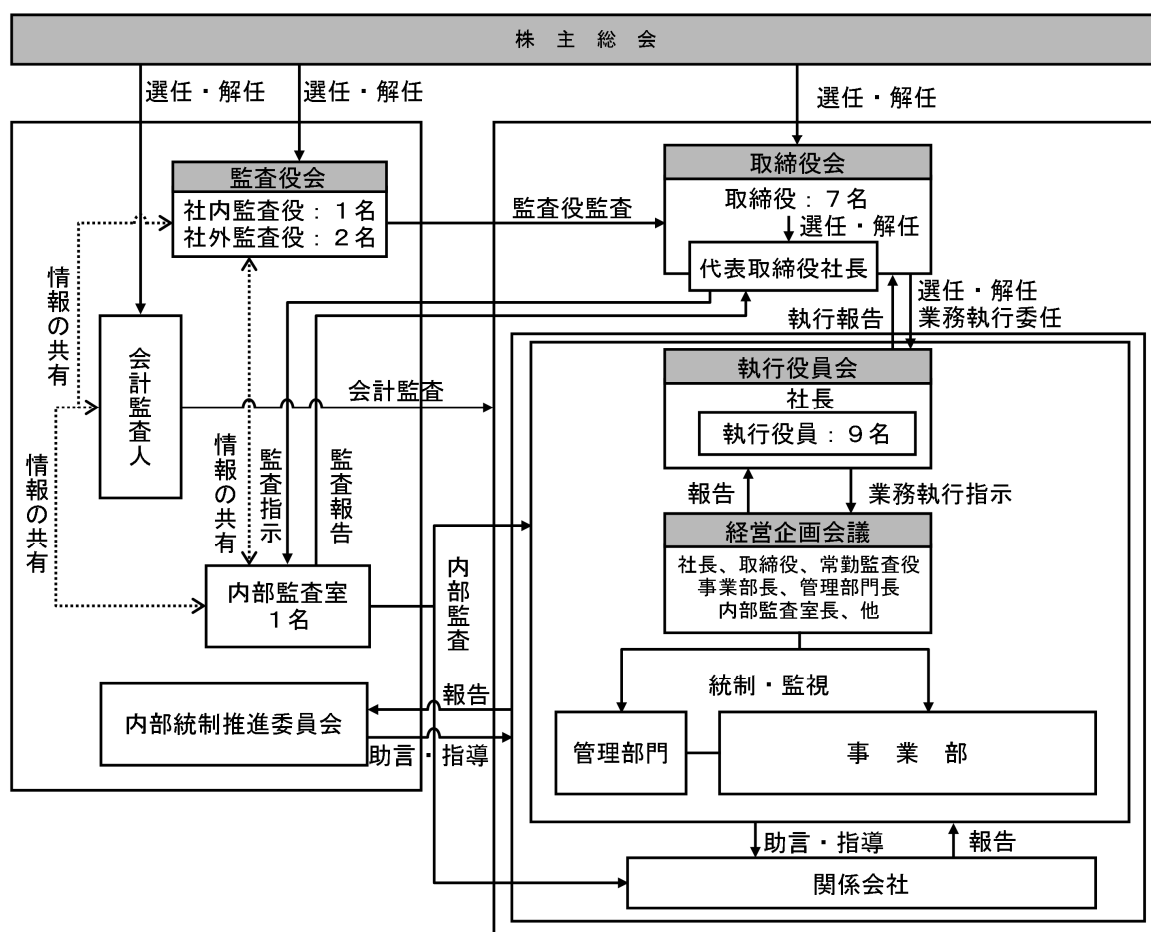 株 主 総 会
選任・解任
選任・解任
選任・解任
監査役会
社内監査役：１名
社外監査役：２名
監査役監査
取締役会
取締役：７名
選任・解任
代表取締役社長
選任・解任
業務執行委任
執行報告
情報の共有
会計監査人
会計監査
執行役員会
社長
執行役員：９名
情報の共有
情報の共有
監査指示
監査報告
報告
業務執行指示
経営企画会議
社長、取締役、常勤監査役
事業部長、管理部門長
内部監査室長、他
内部監査室
１名
内部監査
統制・監視
内部統制推進委員会
報告
助言・指導
管理部門
事 業 部
助言・指導
報告
関係会社